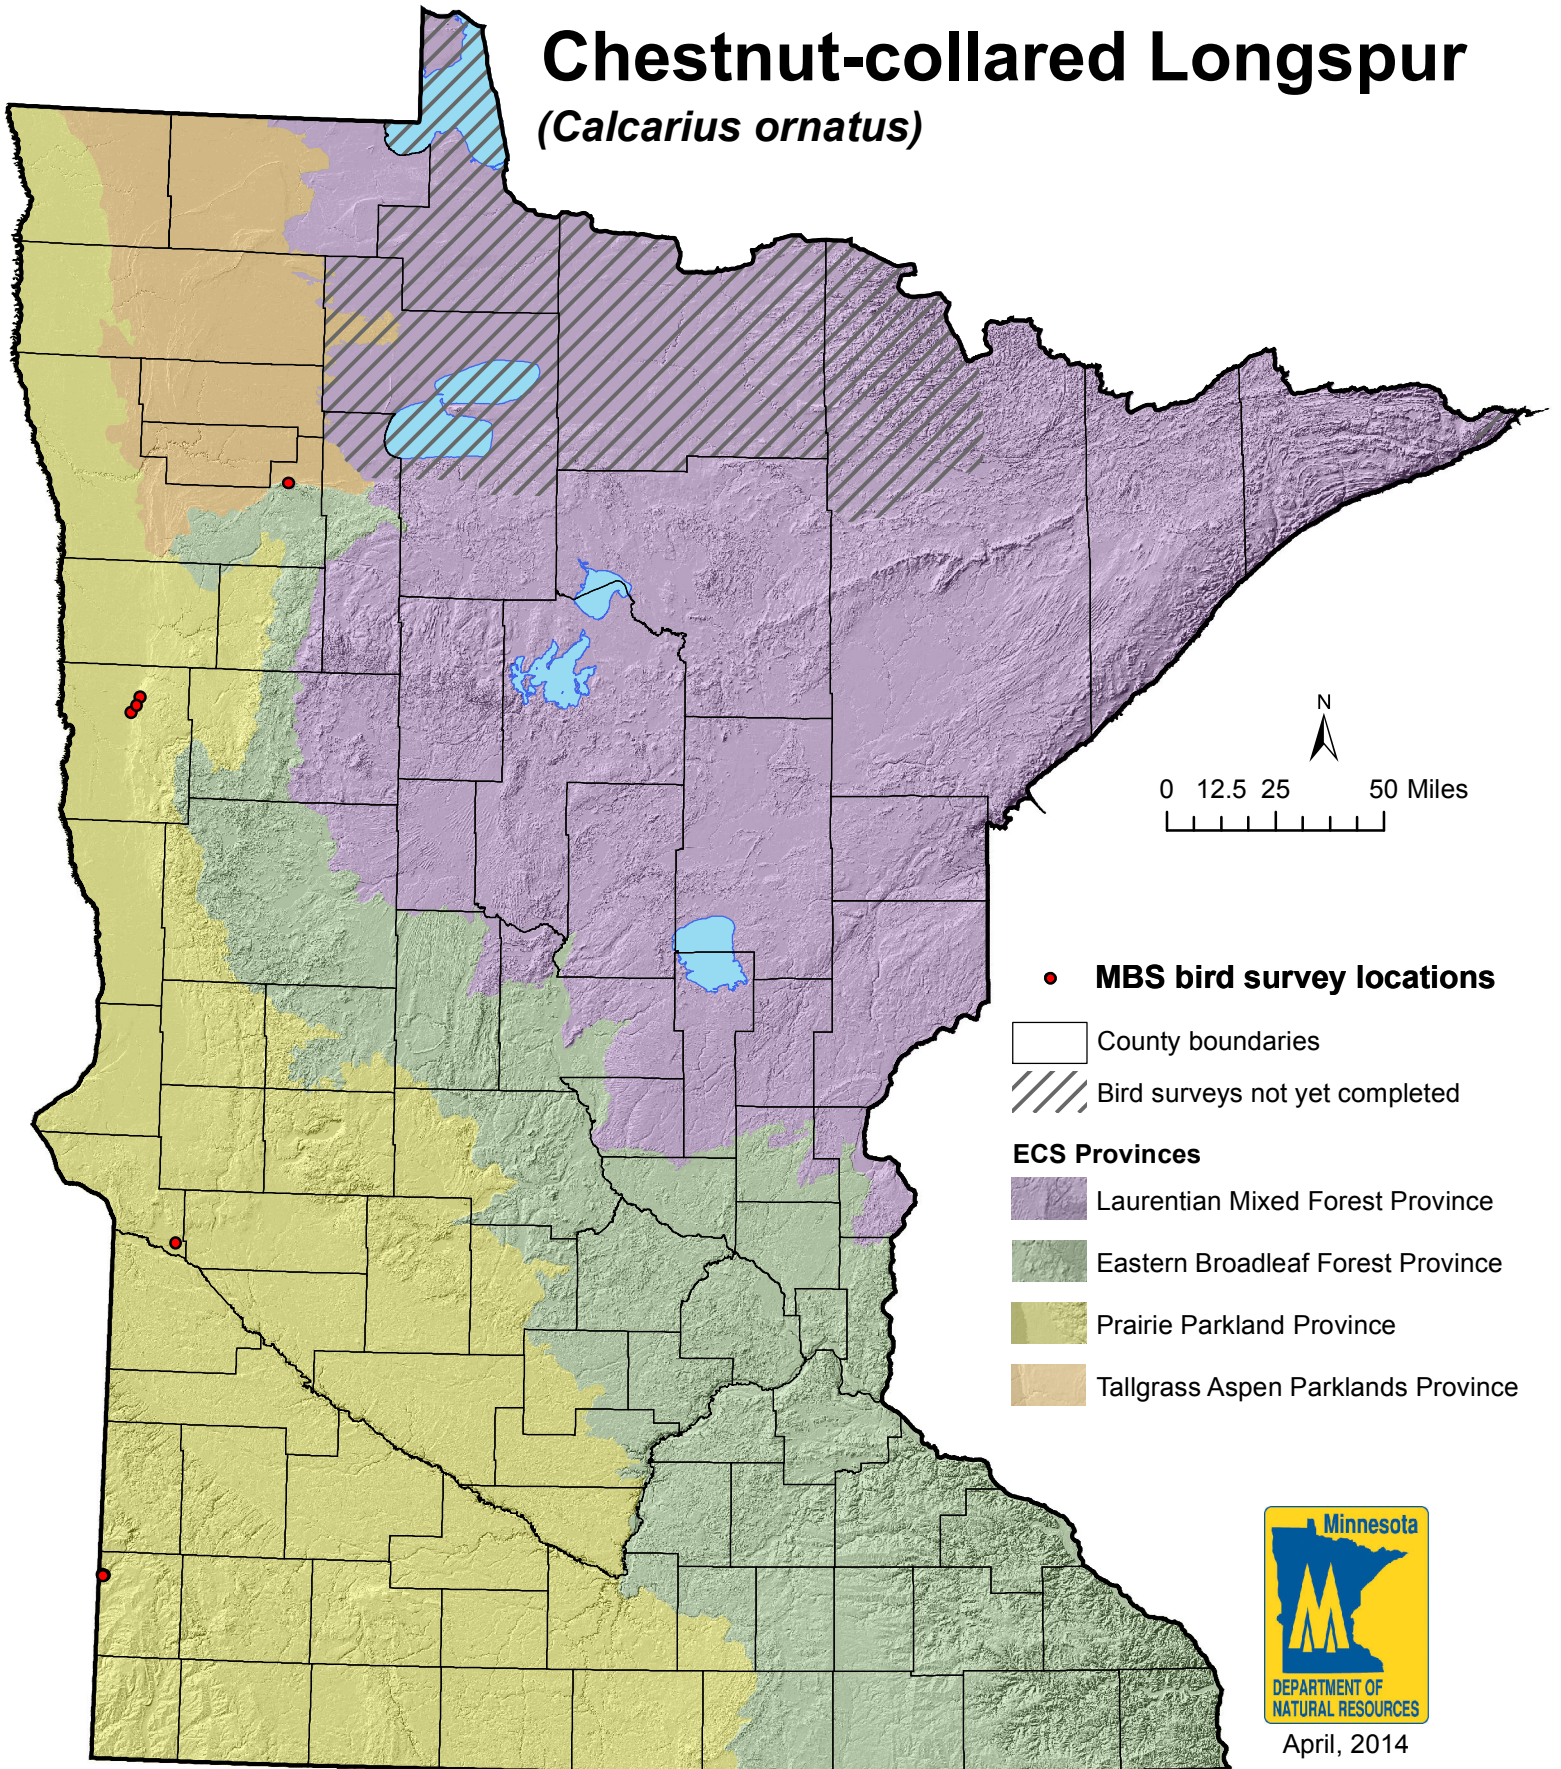 Chestnut-collared Longspur
(Calcarius ornatus)
N
0 12.5 25 50 Miles
MBS bird survey locations
County boundaries
Bird surveys not yet completed
ECS Provinces
Laurentian Mixed Forest Province
Eastern Broadleaf Forest Province
Prairie Parkland Province
Tallgrass Aspen Parklands Province
Minnesota
DEPARTMENT OF
NATURAL RESOURCES
April, 2014